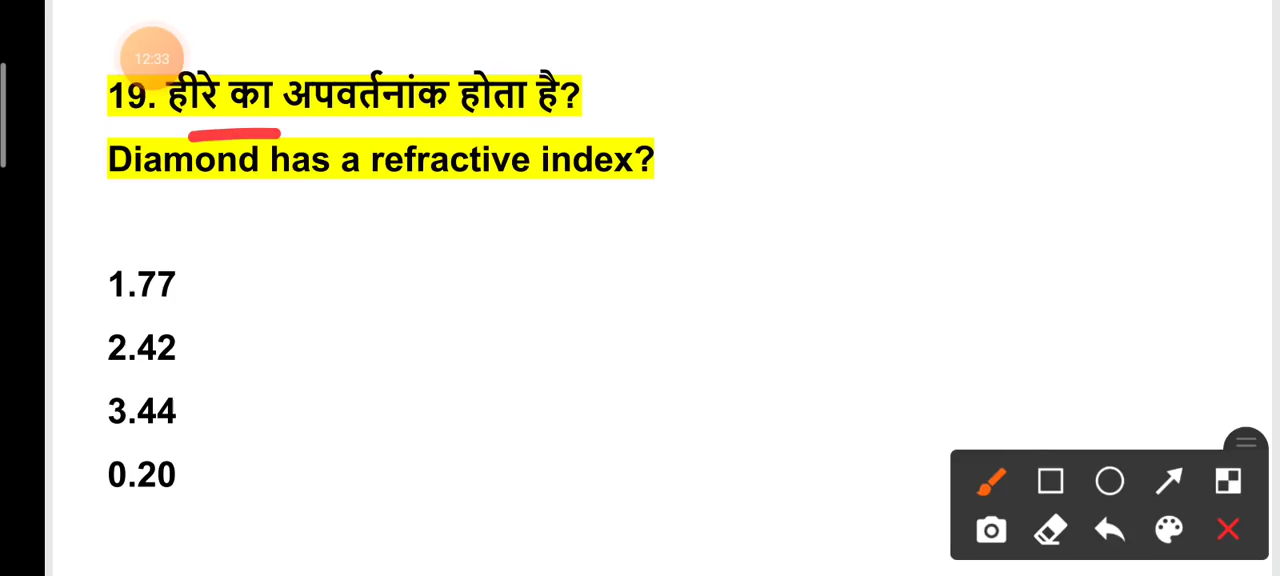 12:33
19. हीरे का अपवर्तनांक होता है?
Diamond has a refractive index?
1.77
2.42
3.44
0.20